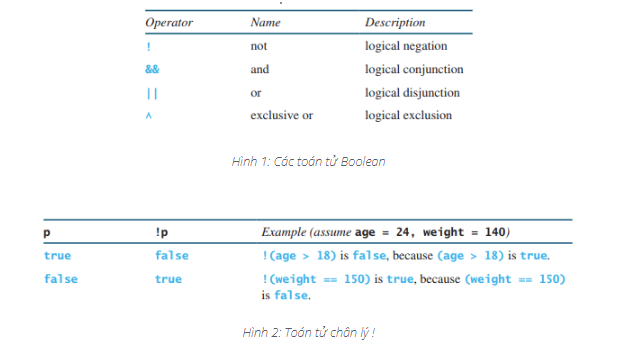 Operator Name Description
! not logical negation
&& and logical conjunction
|| or logical disjunction
^ exclusive or logical exclusion
Hình 1: Các toán tử Boolean
p !p Example (assume age = 24, weight = 140)
true false !(age > 18) is false, because (age > 18) is true.
false true !(weight == 150) is true, because (weight == 150)
is false.
Hình 2: Toán tử chân lý !